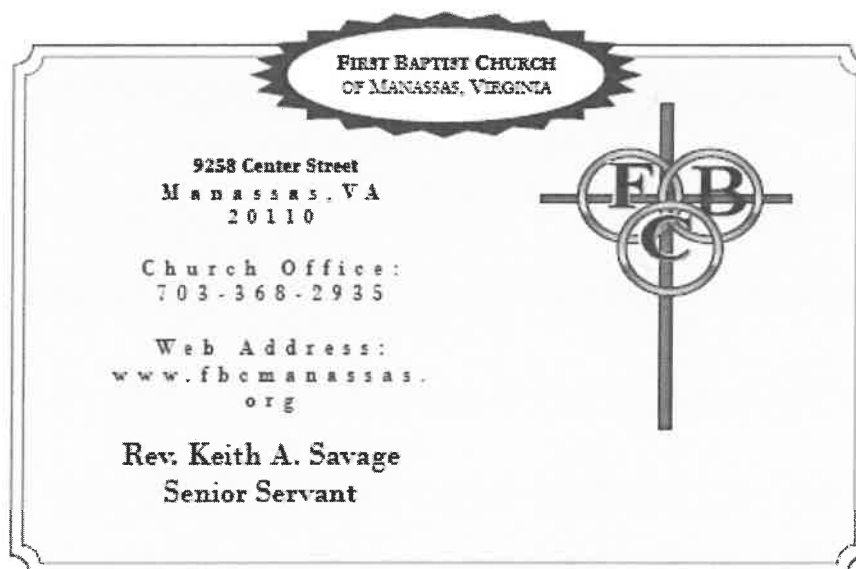 FIRST BAPTIST CHURCH
OF MANASSAS, VIRGINIA
9258 Center Street
Manassas, VA
20110
Church Office:
703-368-2935
Web Address:
www.fbcmanassas.
org
Rev. Keith A. Savage
Senior Servant
F B
C